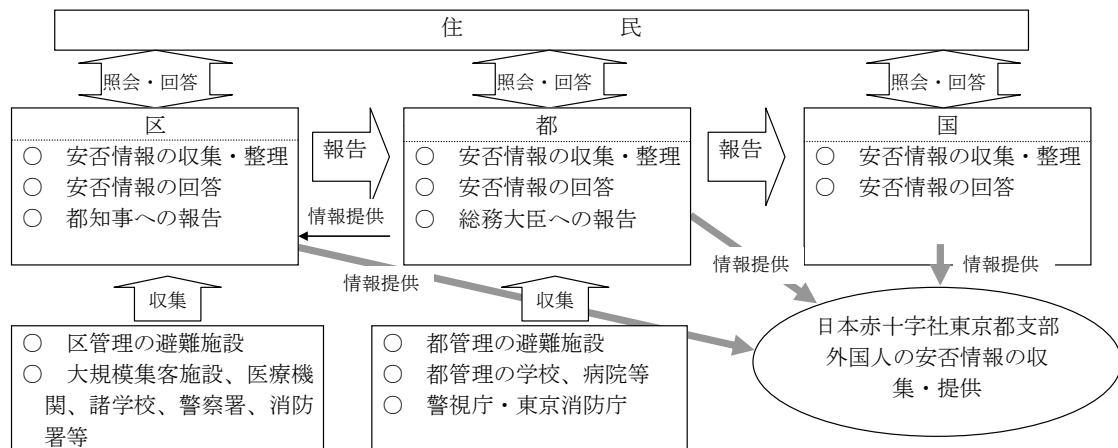 住 民
照会・回答
照会・回答
照会・回答
区
○ 安否情報の収集・整理
○ 安否情報の回答
○ 都知事への報告
報告
都
○ 安否情報の収集・整理
○ 安否情報の回答
○ 総務大臣への報告
報告
国
○ 安否情報の収集・整理
○ 安否情報の回答
情報提供
情報提供
情報提供
情報提供
収集
収集
○ 区管理の避難施設
○ 大規模集客施設、医療機
関、諸学校、警察署、消防
署等
○ 都管理の避難施設
○ 都管理の学校、病院等
○ 警視庁・東京消防庁
日本赤十字社東京都支部
外国人の安否情報の収
集・提供